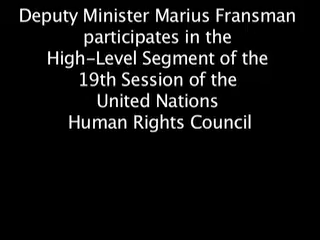 Deputy Minister Marius Fransman
participates in the
High-Level Segment of the
19th Session of the
United Nations
Human Rights Council